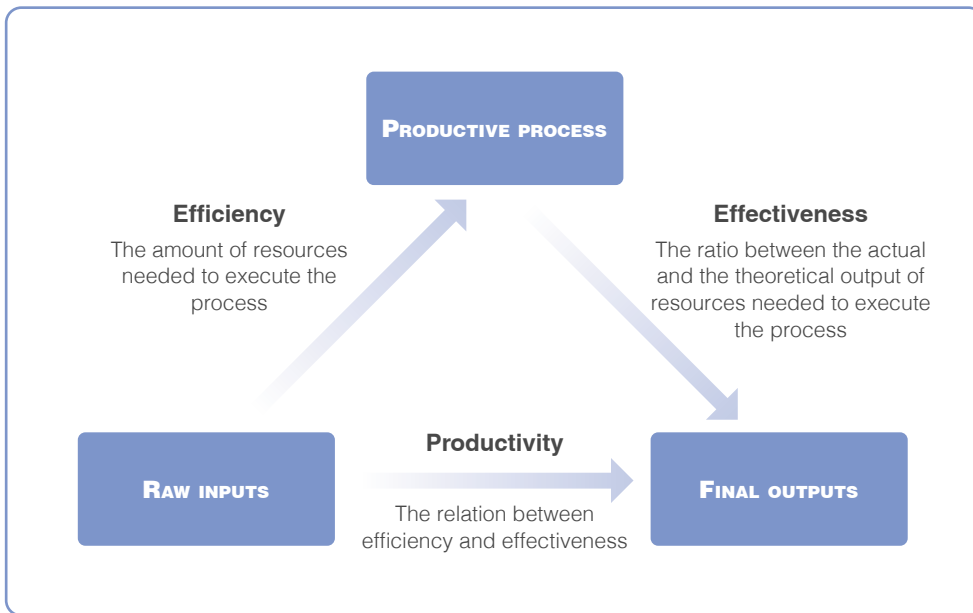 PRODUCTIVE PROCESS
Efficiency
The amount of resources
needed to execute the
process
Effectiveness
The ratio between the actual
and the theoretical output of
resources needed to execute
the process
RAW INPUTS
Productivity
The relation between
efficiency and effectiveness
FINAL OUTPUTS